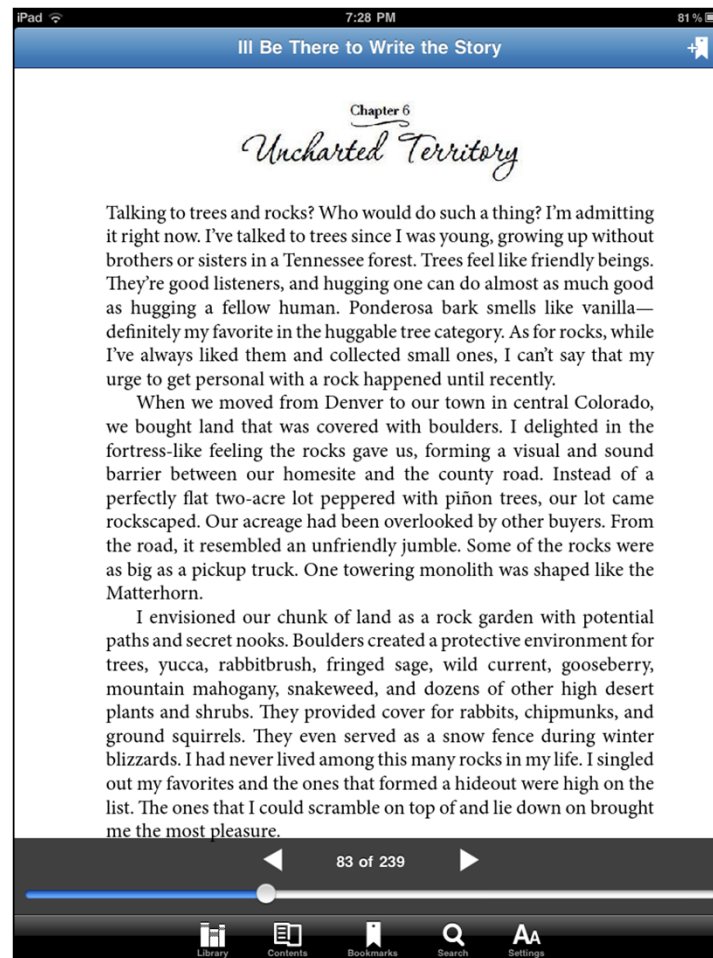 iPad 7:28 PM 81%
Ill Be There to Write the Story
Chapter 6
Uncharted Territory
Talking to trees and rocks? Who would do such a thing? I’m admitting
it right now. I’ve talked to trees since I was young, growing up without
brothers or sisters in a Tennessee forest. Trees feel like friendly beings.
They’re good listeners, and hugging one can do almost as much good
as hugging a fellow human. Ponderosa bark smells like vanilla—
definitely my favorite in the huggable tree category. As for rocks, while
I’ve always liked them and collected small ones, I can’t say that my
urge to get personal with a rock happened until recently.
When we moved from Denver to our town in central Colorado,
we bought land that was covered with boulders. I delighted in the
fortress-like feeling the rocks gave us, forming a visual and sound
barrier between our homesite and the county road. Instead of a
perfectly flat two-acre lot peppered with piñon trees, our lot came
rockscaped. Our acreage had been overlooked by other buyers. From
the road, it resembled an unfriendly jumble. Some of the rocks were
as big as a pickup truck. One towering monolith was shaped like the
Matterhorn.
I envisioned our chunk of land as a rock garden with potential
paths and secret nooks. Boulders created a protective environment for
trees, yucca, rabbitbrush, fringed sage, wild current, gooseberry,
mountain mahogany, snakeweed, and dozens of other high desert
plants and shrubs. They provided cover for rabbits, chipmunks, and
ground squirrels. They even served as a snow fence during winter
blizzards. I had never lived among this many rocks in my life. I singled
out my favorites and the ones that formed a hideout were high on the
list. The ones that I could scramble on top of and lie down on brought
me the most pleasure.
83 of 239
Library Contents Bookmarks Search AA Settings